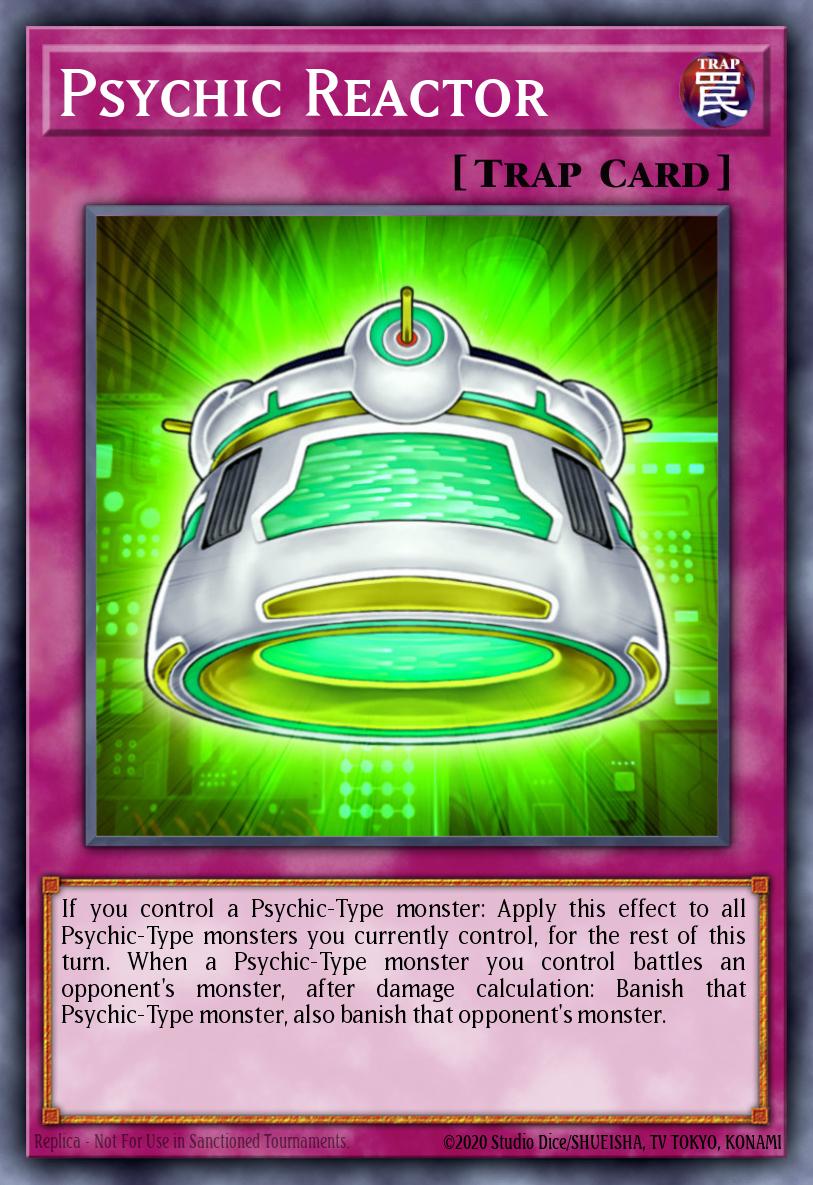 Psychic Reactor
TRAP
罠
[Trap Card]
If you control a Psychic-Type monster: Apply this effect to all
Psychic-Type monsters you currently control, for the rest of this
turn. When a Psychic-Type monster you control battles an
opponent's monster, after damage calculation: Banish that
Psychic-Type monster, also banish that opponent's monster.
Replica - Not For Use in Sanctioned Tournaments.
©2020 Studio Dice/SHUEISHA, TV TOKYO, KONAMI